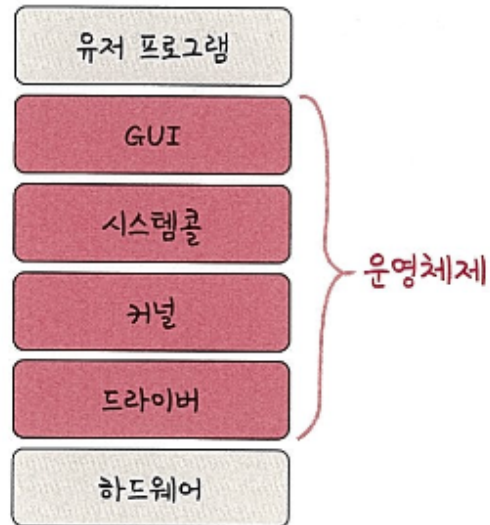 유저 프로그램
GUI
시스템콜
커널
드라이버
하드웨어
운영체제